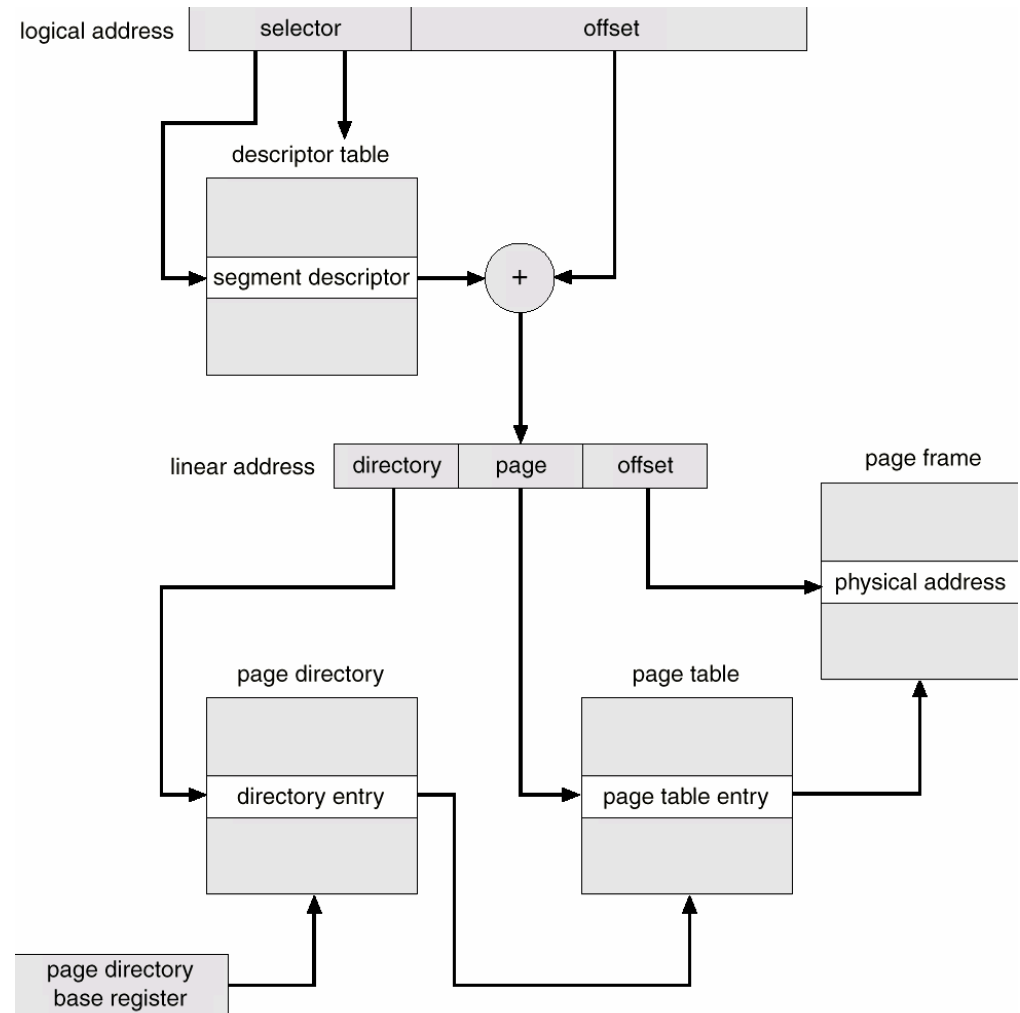 logical address
selector
offset
descriptor table
segment descriptor
+
linear address
directory
page
offset
page frame
physical address
page directory
page table
directory entry
page table entry
page directory
base register